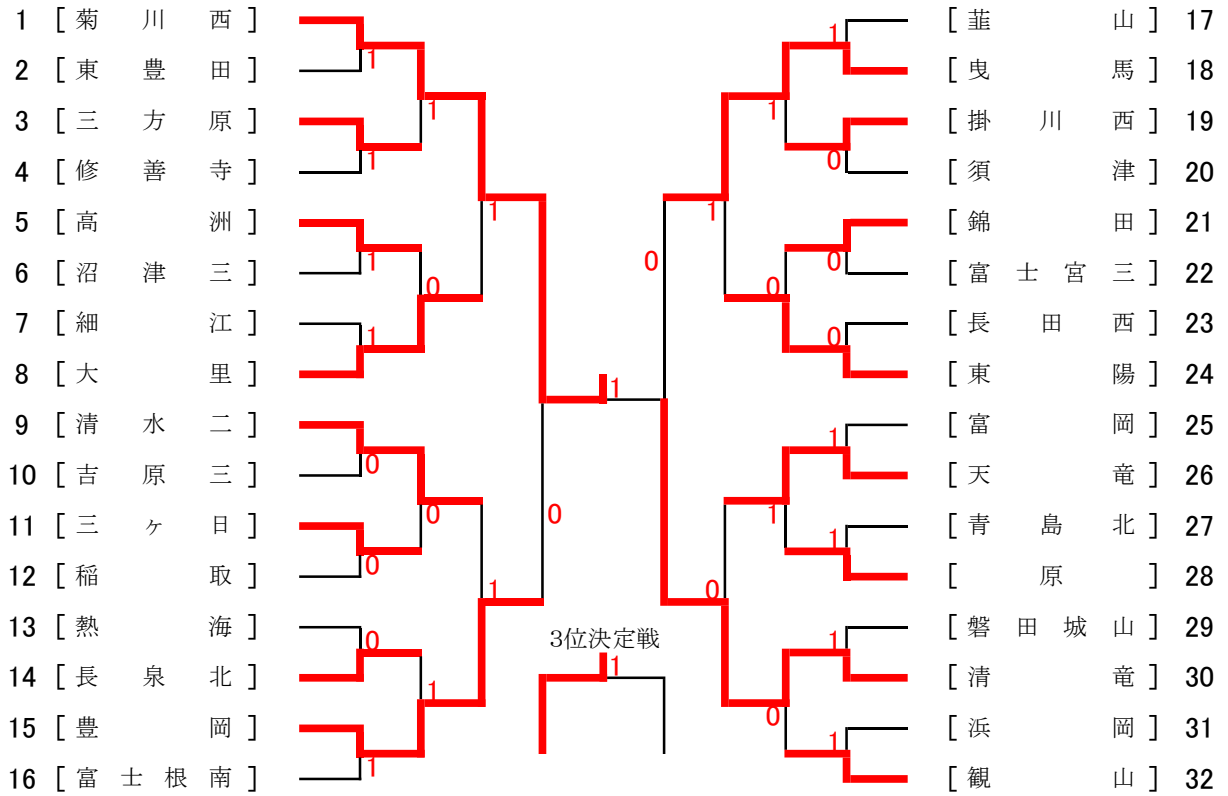 1 [ 菊 川 西 ]
2 [ 東 豊 田 ]
3 [ 三 方 原 ]
4 [ 修 善 寺 ]
5 [ 高 洲 ]
6 [ 沼 津 三 ]
7 [ 細 江 ]
8 [ 大 里 ]
9 [ 清 水 二 ]
10 [ 吉 原 三 ]
11 [ 三 ヶ 日 ]
12 [ 稲 取 ]
13 [ 熱 海 ]
14 [ 長 泉 北 ]
15 [ 豊 岡 ]
16 [ 富 士 根 南 ]
1
1
1
1
0
0
0
1
1
0
1
0
1
1
1
0
0
1
3位決定戦
1
1
0
1
0
0
1
0
1
0
0
1
1
1
1
[ 韮 山 ] 17
[ 曳 馬 ] 18
[ 掛 川 西 ] 19
[ 須 津 ] 20
[ 錦 田 ] 21
[ 富 士 宮 三 ] 22
[ 長 田 西 ] 23
[ 東 陽 ] 24
[ 富 岡 ] 25
[ 天 竜 ] 26
[ 青 島 北 ] 27
[ 原 ] 28
[ 磐 田 城 山 ] 29
[ 清 竜 ] 30
[ 浜 岡 ] 31
[ 観 山 ] 32